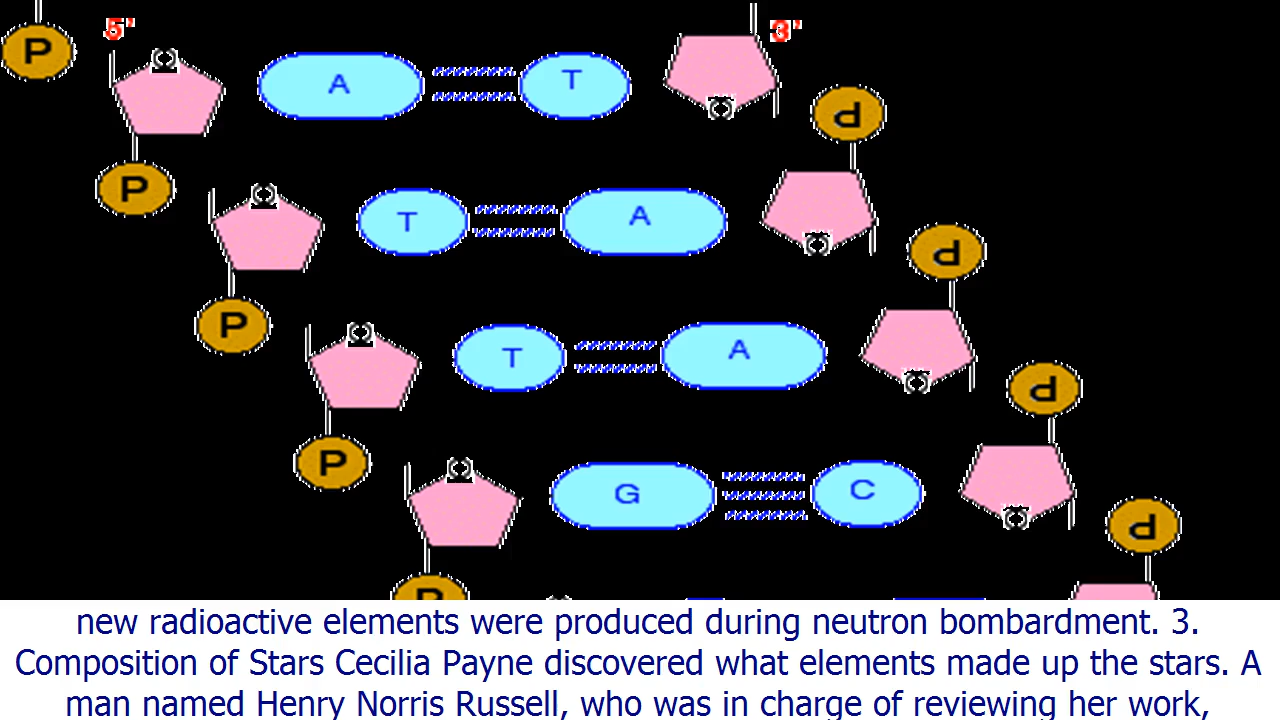 5' 3'
P
A T
P
P
T A
P
P
T A
P
P
G C
P
P
new radioactive elements were produced during neutron bombardment. 3.
Composition of Stars Cecilia Payne discovered what elements made up the stars. A
man named Henry Norris Russell, who was in charge of reviewing her work,